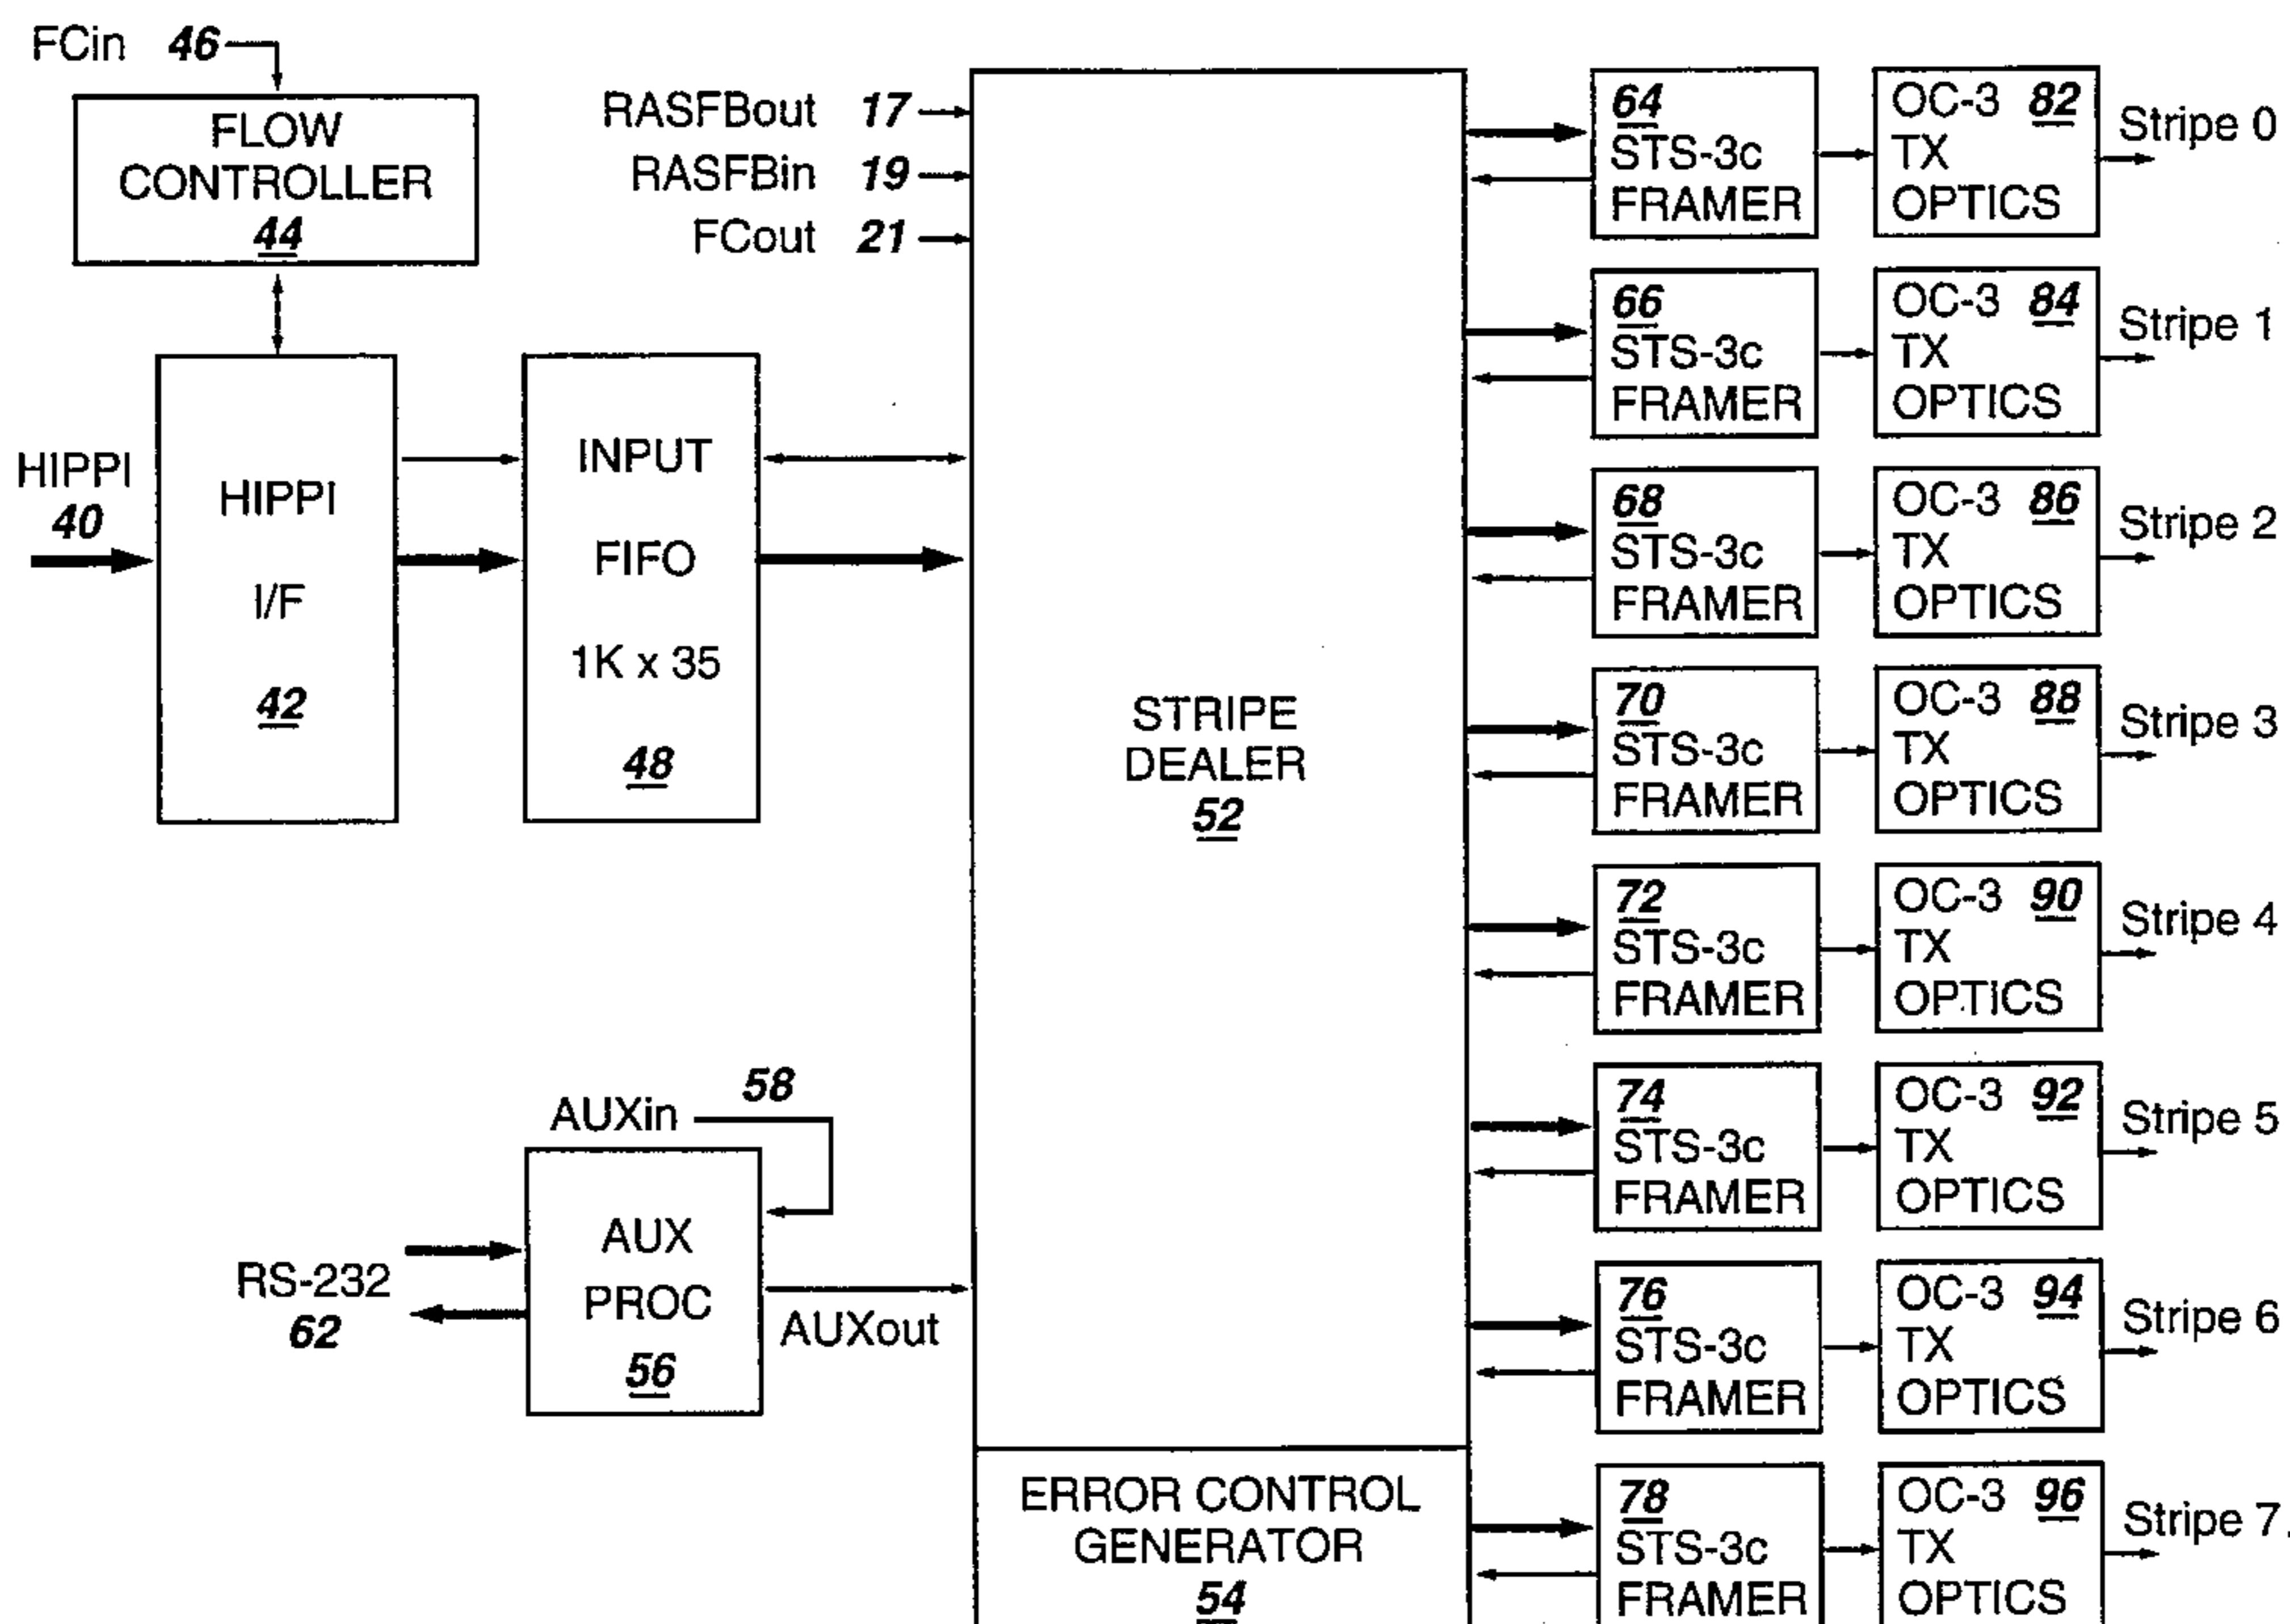 FCin 46
FLOW
CONTROLLER
44
HIPPI
40
HIPPI
I/F
42
INPUT
FIFO
1K x 35
48
RASFBout 17
RASFBin 19
FCout 21
STRIPE
DEALER
52
AUXin 58
RS-232
62
AUX
PROC
56
AUXout
ERROR CONTROL
GENERATOR
54
64
STS-3c
FRAMER
OC-3 82
TX
OPTICS
Stripe 0
66
STS-3c
FRAMER
OC-3 84
TX
OPTICS
Stripe 1
68
STS-3c
FRAMER
OC-3 86
TX
OPTICS
Stripe 2
70
STS-3c
FRAMER
OC-3 88
TX
OPTICS
Stripe 3
72
STS-3c
FRAMER
OC-3 90
TX
OPTICS
Stripe 4
74
STS-3c
FRAMER
OC-3 92
TX
OPTICS
Stripe 5
76
STS-3c
FRAMER
OC-3 94
TX
OPTICS
Stripe 6
78
STS-3c
FRAMER
OC-3 96
TX
OPTICS
Stripe 7